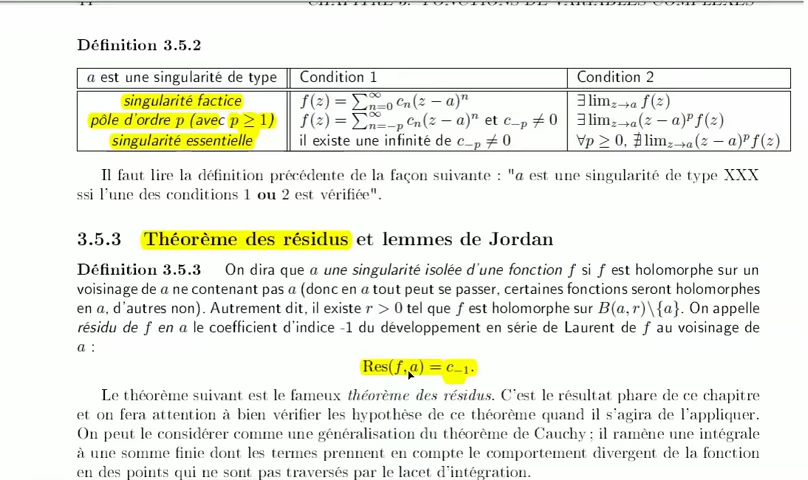 CHAPITRE 3. FONCTIONS DE VARIABLES COMPLEXES
Définition 3.5.2
a est une singularité de type | Condition 1 | Condition 2
singularité factice | f(z) = ∑_{n=0}^{∞} c_n(z − a)^n | ∃ lim_{z→a} f(z)
pôle d'ordre p (avec p ≥ 1) | f(z) = ∑_{n=−p}^{∞} c_n(z − a)^n et c_{−p} ≠ 0 | ∃ lim_{z→a}(z − a)^p f(z)
singularité essentielle | il existe une infinité de c_{−p} ≠ 0 | ∀p ≥ 0, ∄ lim_{z→a}(z − a)^p f(z)
Il faut lire la définition précédente de la façon suivante : "a est une singularité de type XXX
ssi l'une des conditions 1 ou 2 est vérifiée".
3.5.3 Théorème des résidus et lemmes de Jordan
Définition 3.5.3 On dira que a une singularité isolée d'une fonction f si f est holomorphe sur un
voisinage de a ne contenant pas a (donc en a tout peut se passer, certaines fonctions seront holomorphes
en a, d'autres non). Autrement dit, il existe r > 0 tel que f est holomorphe sur B(a, r)\{a}. On appelle
résidu de f en a le coefficient d'indice -1 du développement en série de Laurent de f au voisinage de
a :
Res(f, a) = c_{−1}.
Le théorème suivant est le fameux théorème des résidus. C'est le résultat phare de ce chapitre
et on fera attention à bien vérifier les hypothèse de ce théorème quand il s'agira de l'appliquer.
On peut le considérer comme une généralisation du théorème de Cauchy ; il ramène une intégrale
à une somme finie dont les termes prennent en compte le comportement divergent de la fonction
en des points qui ne sont pas traversés par le lacet d'intégration.